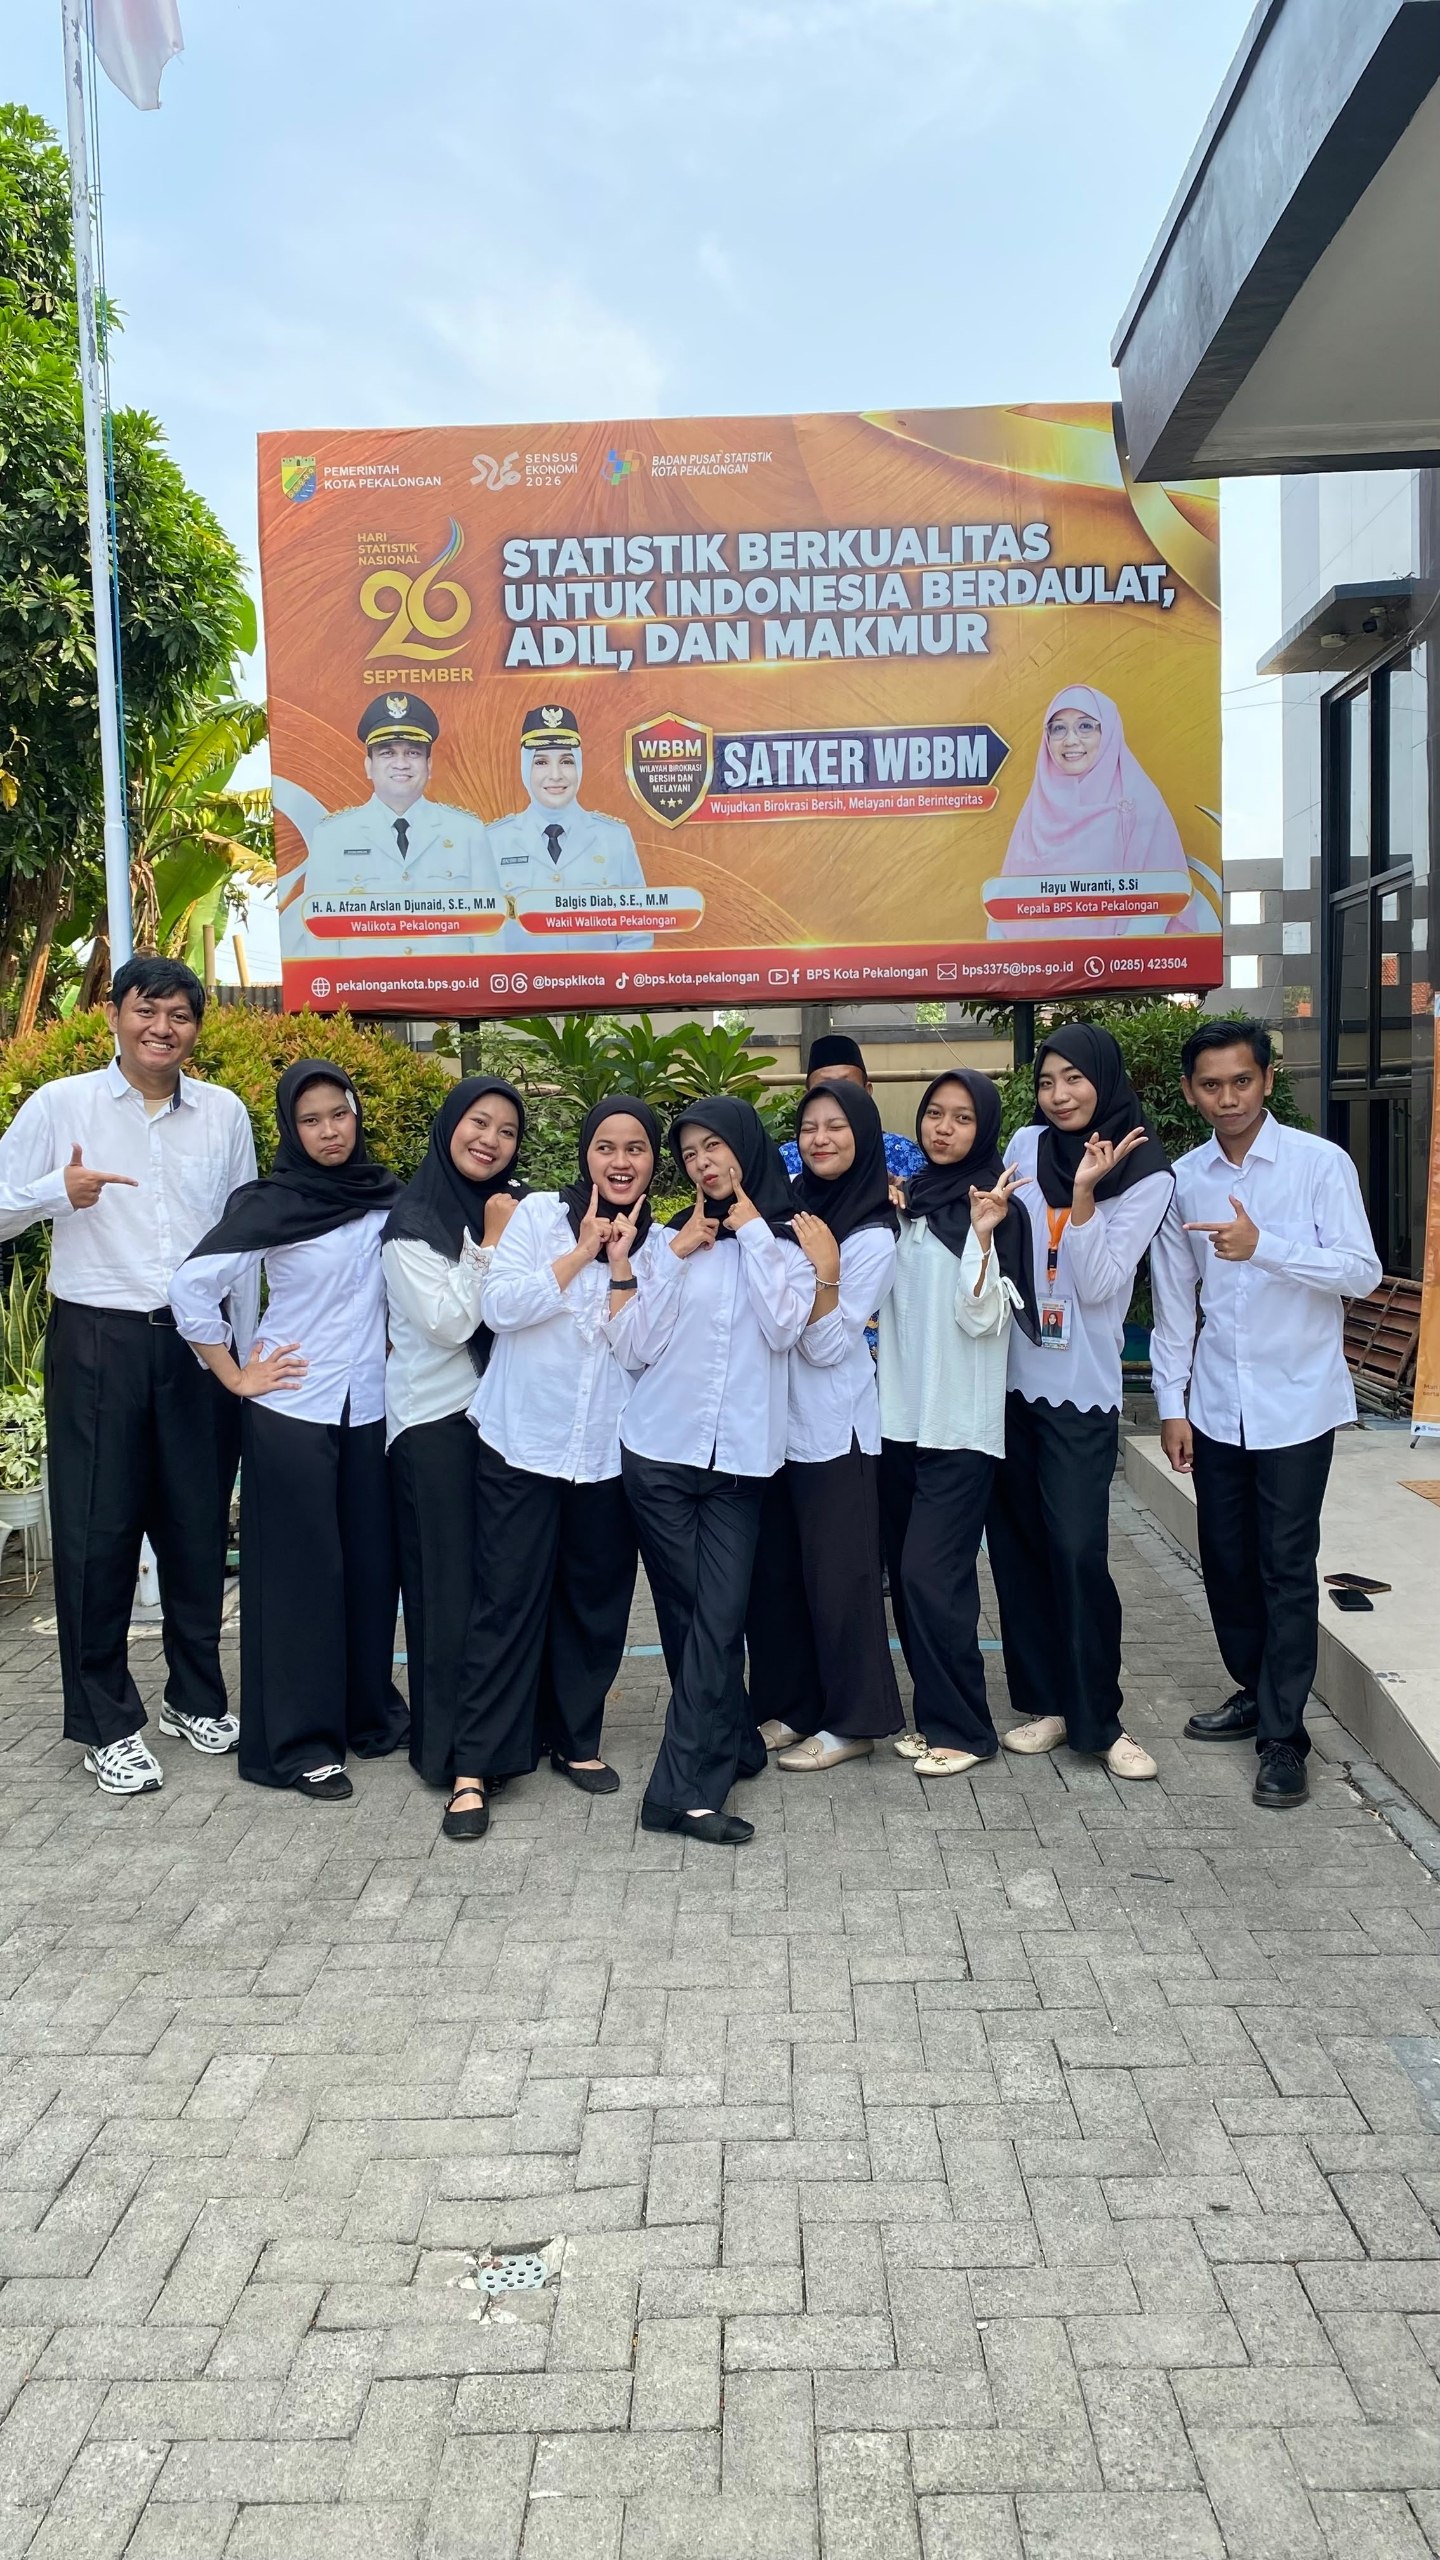 PEMERINTAH
KOTA PEKALONGAN
SENSUS
EKONOMI
2026
BADAN PUSAT STATISTIK
KOTA PEKALONGAN
HARI
STATISTIK
NASIONAL
26
SEPTEMBER
STATISTIK BERKUALITAS
UNTUK INDONESIA BERDAULAT,
ADIL, DAN MAKMUR
WBBM
WILAYAH BIROKRASI
BERSIH DAN
MELAYANI
SATKER WBBM
Wujudkan Birokrasi Bersih, Melayani dan Berintegritas
H. A. Afzan Arslan Djunaid, S.E., M.M
Walikota Pekalongan
Balgis Diab, S.E., M.M
Wakil Walikota Pekalongan
Hayu Wuranti, S.Si
Kepala BPS Kota Pekalongan
pekalongankota.bps.go.id @bpspklkota @bps.kota.pekalongan BPS Kota Pekalongan bps3375@bps.go.id (0285) 423504